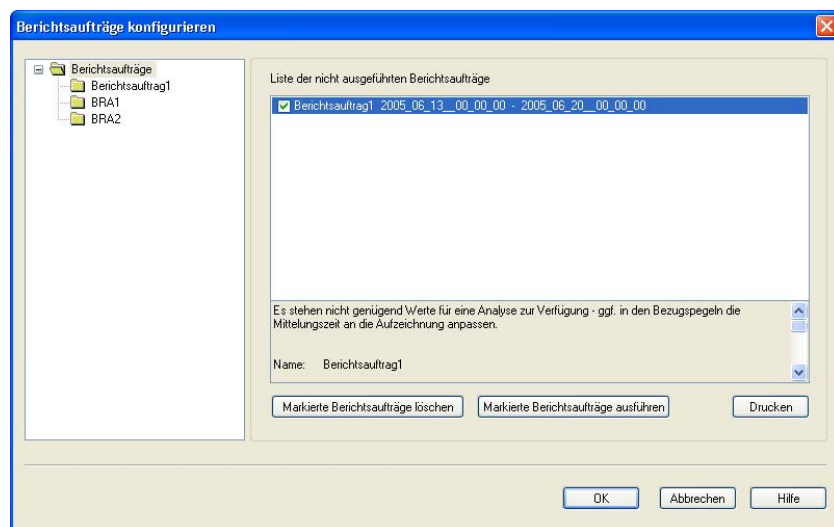 Berichtsaufträge konfigurieren
Berichtsaufträge
Berichtsauftrag1
BRA1
BRA2
Liste der nicht ausgeführten Berichtsaufträge
Berichtsauftrag1 2005_06_13__00_00_00 - 2005_06_20__00_00_00
Es stehen nicht genügend Werte für eine Analyse zur Verfügung - ggf. in den Bezugspegeln die
Mittelungszeit an die Aufzeichnung anpassen.
Name: Berichtsauftrag1
Markierte Berichtsaufträge löschen
Markierte Berichtsaufträge ausführen
Drucken
OK
Abbrechen
Hilfe